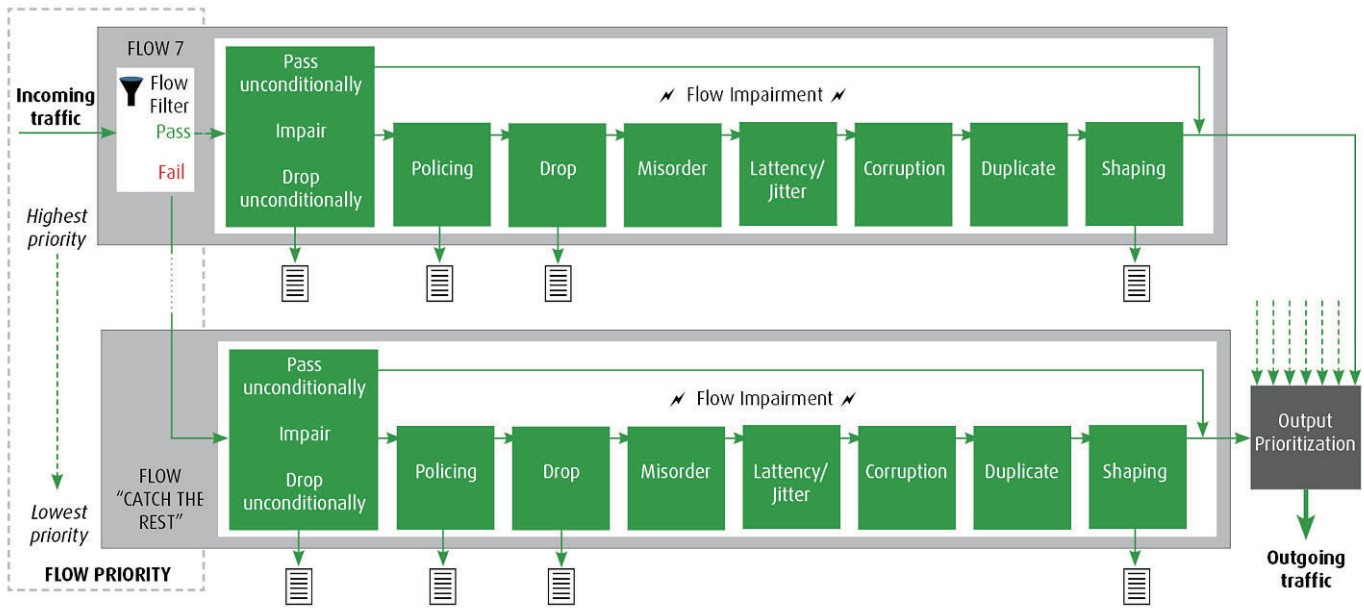 FLOW 7
Flow
Filter
Pass
Fail
Incoming
traffic
Pass
unconditionally
Impair
Drop
unconditionally
Flow Impairment
Policing
Drop
Misorder
Lattency/
Jitter
Corruption
Duplicate
Shaping
Highest
priority
Lowest
priority
FLOW PRIORITY
FLOW
“CATCH THE
REST”
Pass
unconditionally
Impair
Drop
unconditionally
Flow Impairment
Policing
Drop
Misorder
Lattency/
Jitter
Corruption
Duplicate
Shaping
Output
Prioritization
Outgoing
traffic